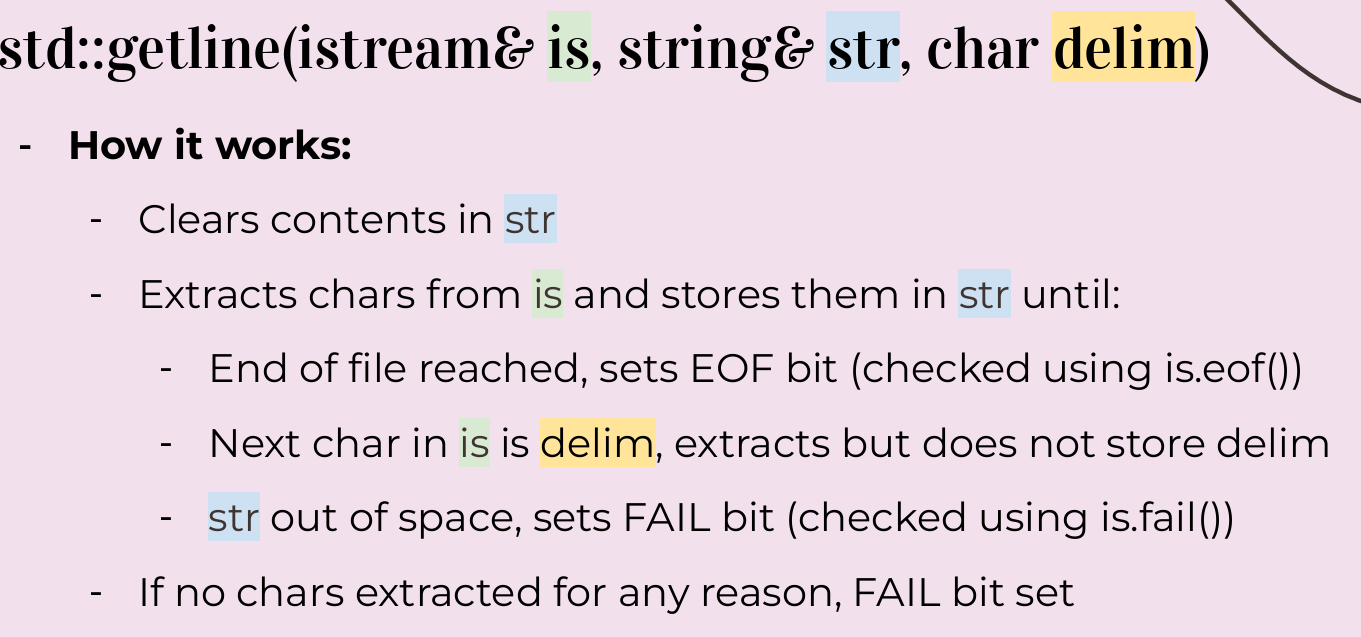 std::getline(istream& is, string& str, char delim)
- How it works:
- Clears contents in str
- Extracts chars from is and stores them in str until:
- End of file reached, sets EOF bit (checked using is.eof())
- Next char in is is delim, extracts but does not store delim
- str out of space, sets FAIL bit (checked using is.fail())
- If no chars extracted for any reason, FAIL bit set